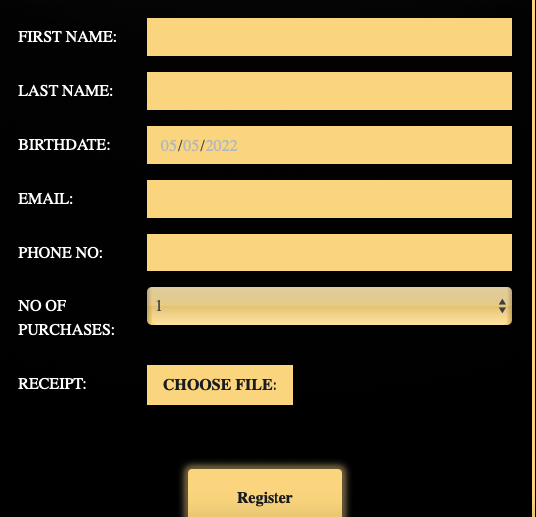 FIRST NAME:
LAST NAME:
BIRTHDATE: 05/05/2022
EMAIL:
PHONE NO:
NO OF 1
PURCHASES:
RECEIPT: CHOOSE FILE:
Register